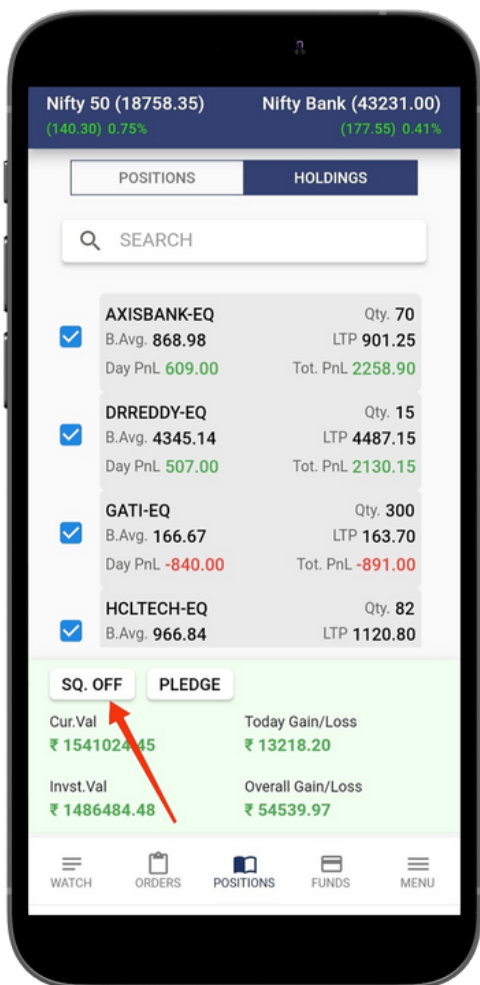 Nifty 50 (18758.35) Nifty Bank (43231.00)
(140.30) 0.75% (177.55) 0.41%
POSITIONS HOLDINGS
SEARCH
AXISBANK-EQ Qty. 70
B.Avg. 868.98 LTP 901.25
Day PnL 609.00 Tot. PnL 2258.90
DRREDDY-EQ Qty. 15
B.Avg. 4345.14 LTP 4487.15
Day PnL 507.00 Tot. PnL 2130.15
GATI-EQ Qty. 300
B.Avg. 166.67 LTP 163.70
Day PnL -840.00 Tot. PnL -891.00
HCLTECH-EQ Qty. 82
B.Avg. 966.84 LTP 1120.80
SQ. OFF PLEDGE
Cur.Val Today Gain/Loss
₹ 1541024.45 ₹ 13218.20
Invst.Val Overall Gain/Loss
₹ 1486484.48 ₹ 54539.97
WATCH ORDERS POSITIONS FUNDS MENU